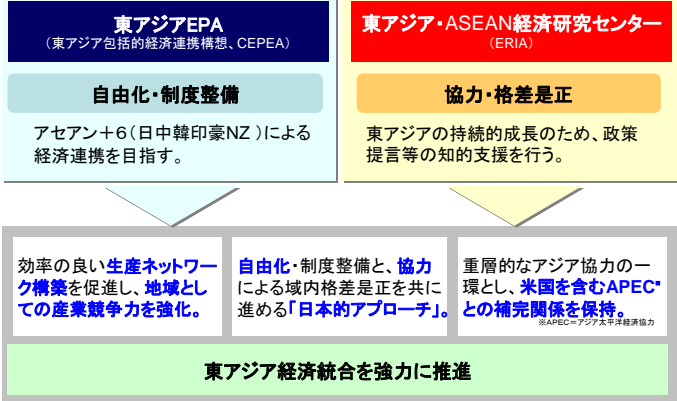 東アジアEPA
（東アジア包括的経済連携構想、CEPEA）
自由化・制度整備
アセアン＋6（日中韓印豪NZ ）による
経済連携を目指す。
東アジア・ASEAN経済研究センター
（ERIA）
協力・格差是正
東アジアの持続的成長のため、政策
提言等の知的支援を行う。
効率の良い生産ネットワー
ク構築を促進し、地域とし
ての産業競争力を強化。
自由化・制度整備と、協力
による域内格差是正を共に
進める「日本的アプローチ」。
重層的なアジア協力の一
環とし、米国を含むAPEC※
との補完関係を保持。
※APEC＝アジア太平洋経済協力
東アジア経済統合を強力に推進